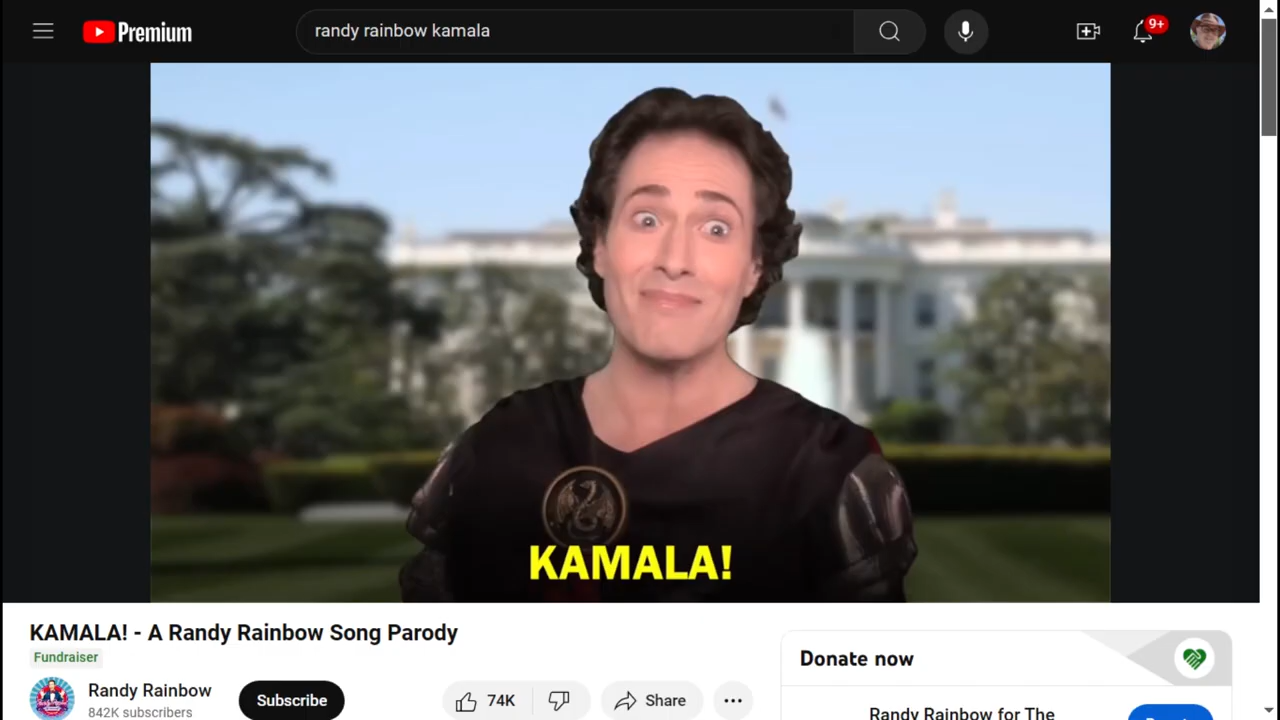 Premium
randy rainbow kamala
9+
KAMALA!
KAMALA! - A Randy Rainbow Song Parody
Fundraiser
Randy Rainbow
842K subscribers
Subscribe
74K
Share
Donate now
Randy Rainbow for The